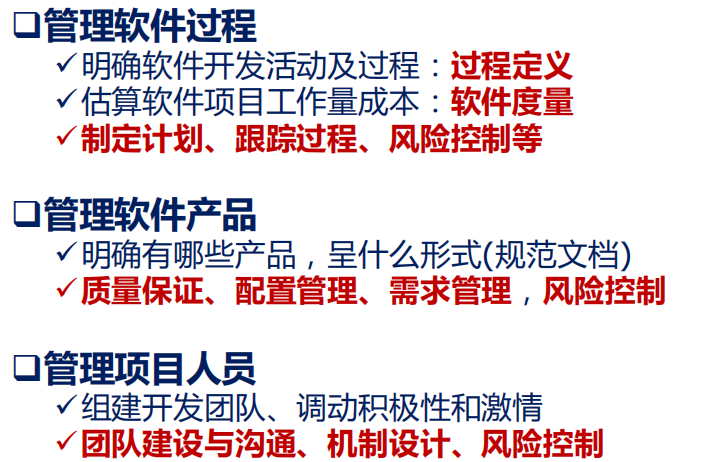 ❑管理软件过程
✓明确软件开发活动及过程：过程定义
✓估算软件项目工作量成本：软件度量
✓制定计划、跟踪过程、风险控制等
❑管理软件产品
✓明确有哪些产品，呈什么形式(规范文档)
✓质量保证、配置管理、需求管理，风险控制
❑管理项目人员
✓组建开发团队、调动积极性和激情
✓团队建设与沟通、机制设计、风险控制